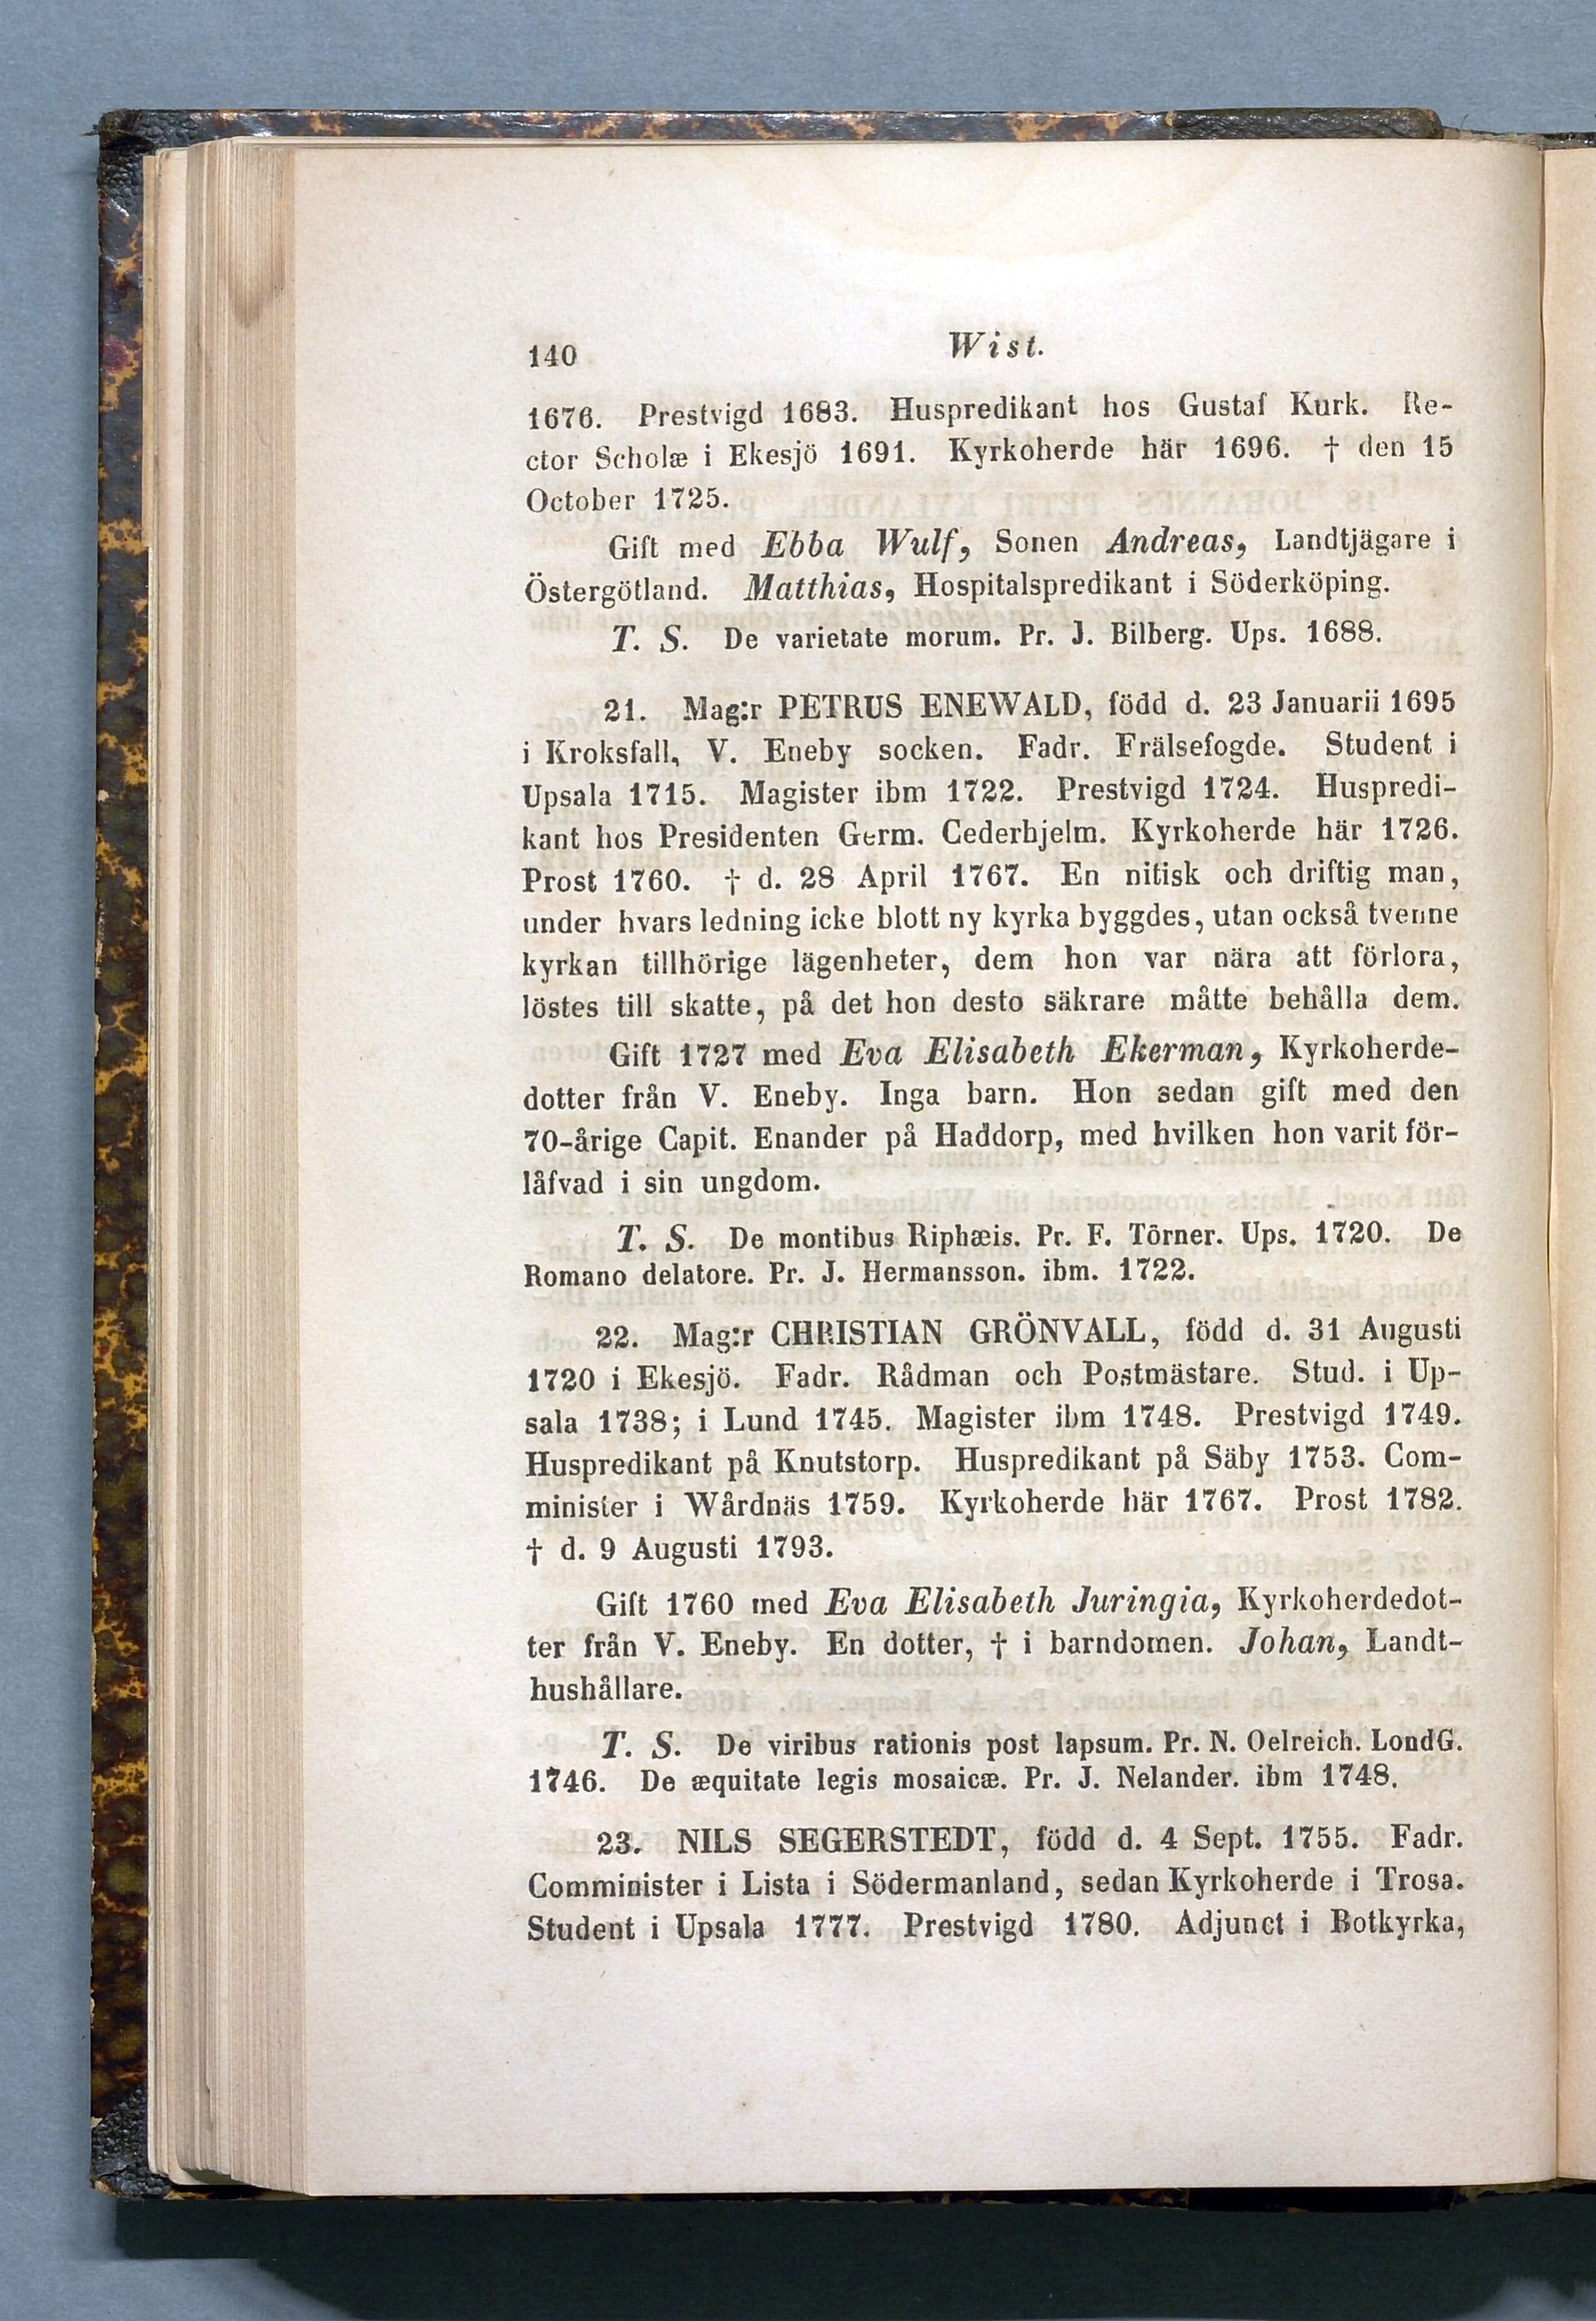 140
Wist.
1676. Prestvigd 1683. Huspredikant hos Gustaf Kurk. Re-
ctor Scholæ i Ekesjö 1691. Kyrkoherde här 1696. † den 15
October 1725.
Gift med Ebba Wulf, Sonen Andreas, Landtjägare i
Östergötland. Matthias, Hospitalspredikant i Söderköping.
T. S. De varietate morum. Pr. J. Bilberg. Ups. 1688.
21. Mag:r PETRUS ENEWALD, född d. 23 Januarii 1695
i Kroksfall, V. Eneby socken. Fadr. Frälsefogde. Student i
Upsala 1715. Magister ibm 1722. Prestvigd 1724. Huspredi-
kant hos Presidenten Germ. Cederhjelm. Kyrkoherde här 1726.
Prost 1760. † d. 28 April 1767. En nitisk och driftig man,
under hvars ledning icke blott ny kyrka byggdes, utan också tvenne
kyrkan tillhörige lägenheter, dem hon var nära att förlora,
löstes till skatte, på det hon desto säkrare måtte behålla dem.
Gift 1727 med Eva Elisabeth Ekerman, Kyrkoherde-
dotter från V. Eneby. Inga barn. Hon sedan gift med den
70-årige Capit. Enander på Haddorp, med hvilken hon varit för-
låfvad i sin ungdom.
T. S. De montibus Riphæis. Pr. F. Törner. Ups. 1720. De
Romano delatore. Pr. J. Hermansson. ibm. 1722.
22. Mag:r CHRISTIAN GRÖNVALL, född d. 31 Augusti
1720 i Ekesjö. Fadr. Rådman och Postmästare. Stud. i Up-
sala 1738; i Lund 1745. Magister ibm 1748. Prestvigd 1749.
Huspredikant på Knutstorp. Huspredikant på Säby 1753. Com-
minister i Wårdnäs 1759. Kyrkoherde här 1767. Prost 1782.
† d. 9 Augusti 1793.
Gift 1760 med Eva Elisabeth Juringia, Kyrkoherdedot-
ter från V. Eneby. En dotter, † i barndomen. Johan, Landt-
hushållare.
T. S. De viribus rationis post lapsum. Pr. N. Oelreich. LondG.
1746. De æquitate legis mosaicæ. Pr. J. Nelander. ibm 1748.
23. NILS SEGERSTEDT, född d. 4 Sept. 1755. Fadr.
Comminister i Lista i Södermanland, sedan Kyrkoherde i Trosa.
Student i Upsala 1777. Prestvigd 1780. Adjunct i Botkyrka,